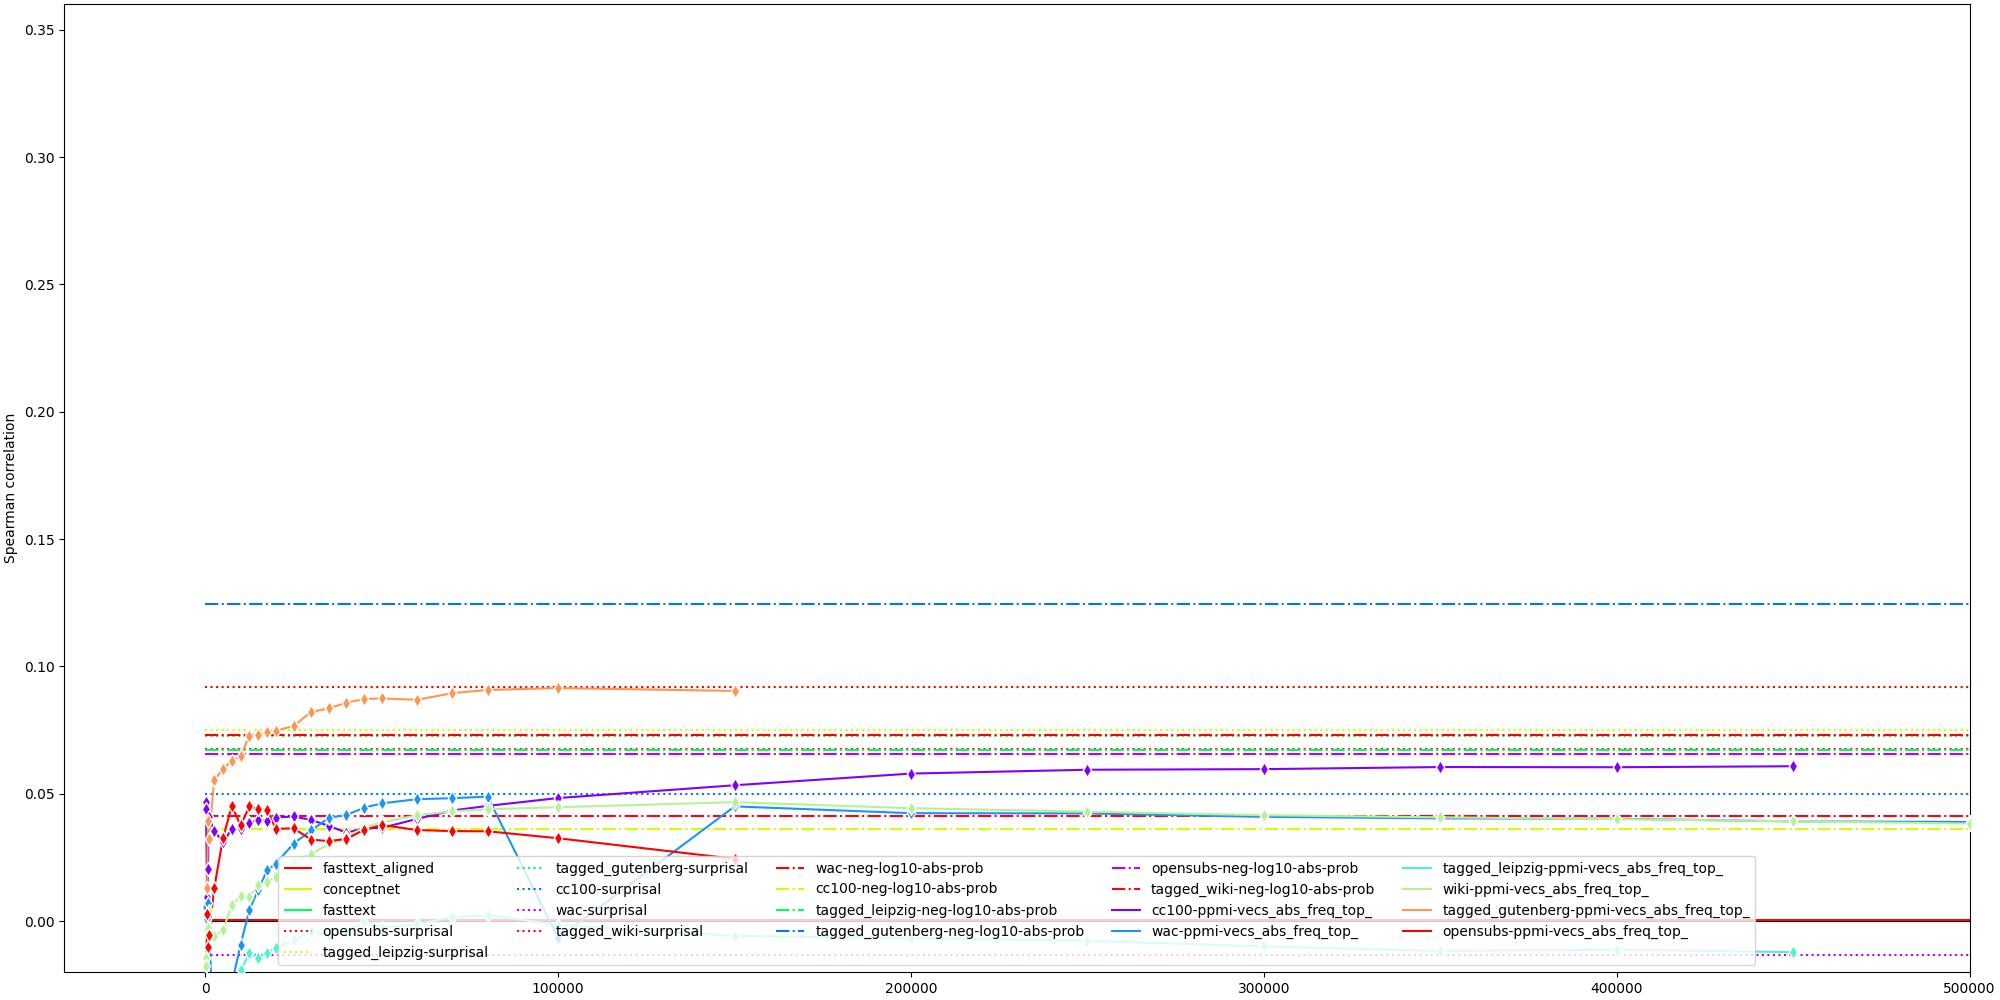 0.35
0.30
0.25
0.20
0.15
0.10
0.05
0.00
Spearman correlation
fasttext_aligned
conceptnet
fasttext
opensubs-surprisal
tagged_leipzig-surprisal
tagged_gutenberg-surprisal
cc100-surprisal
wac-surprisal
tagged_wiki-surprisal
wac-neg-log10-abs-prob
cc100-neg-log10-abs-prob
tagged_leipzig-neg-log10-abs-prob
tagged_gutenberg-neg-log10-abs-prob
opensubs-neg-log10-abs-prob
tagged_wiki-neg-log10-abs-prob
cc100-ppmi-vecs_abs_freq_top_
wac-ppmi-vecs_abs_freq_top_
tagged_leipzig-ppmi-vecs_abs_freq_top_
wiki-ppmi-vecs_abs_freq_top_
tagged_gutenberg-ppmi-vecs_abs_freq_top_
opensubs-ppmi-vecs_abs_freq_top_
0 100000 200000 300000 400000 500000